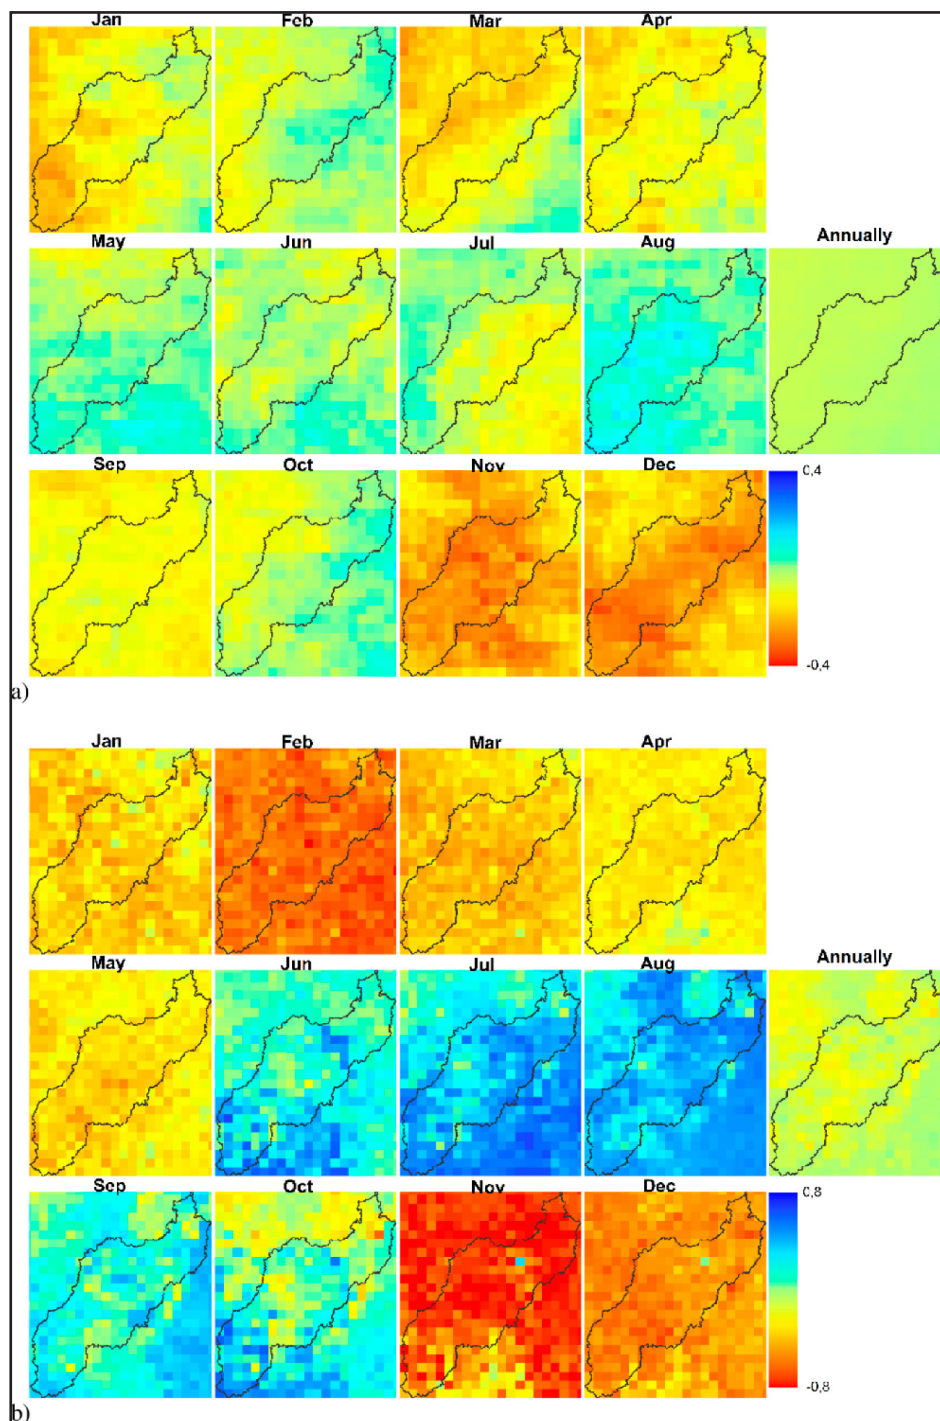 Jan Feb Mar Apr
May Jun Jul Aug Annually
Sep Oct Nov Dec
0,4
-0,4
a)
Jan Feb Mar Apr
May Jun Jul Aug Annually
Sep Oct Nov Dec
0,8
-0,8
b)